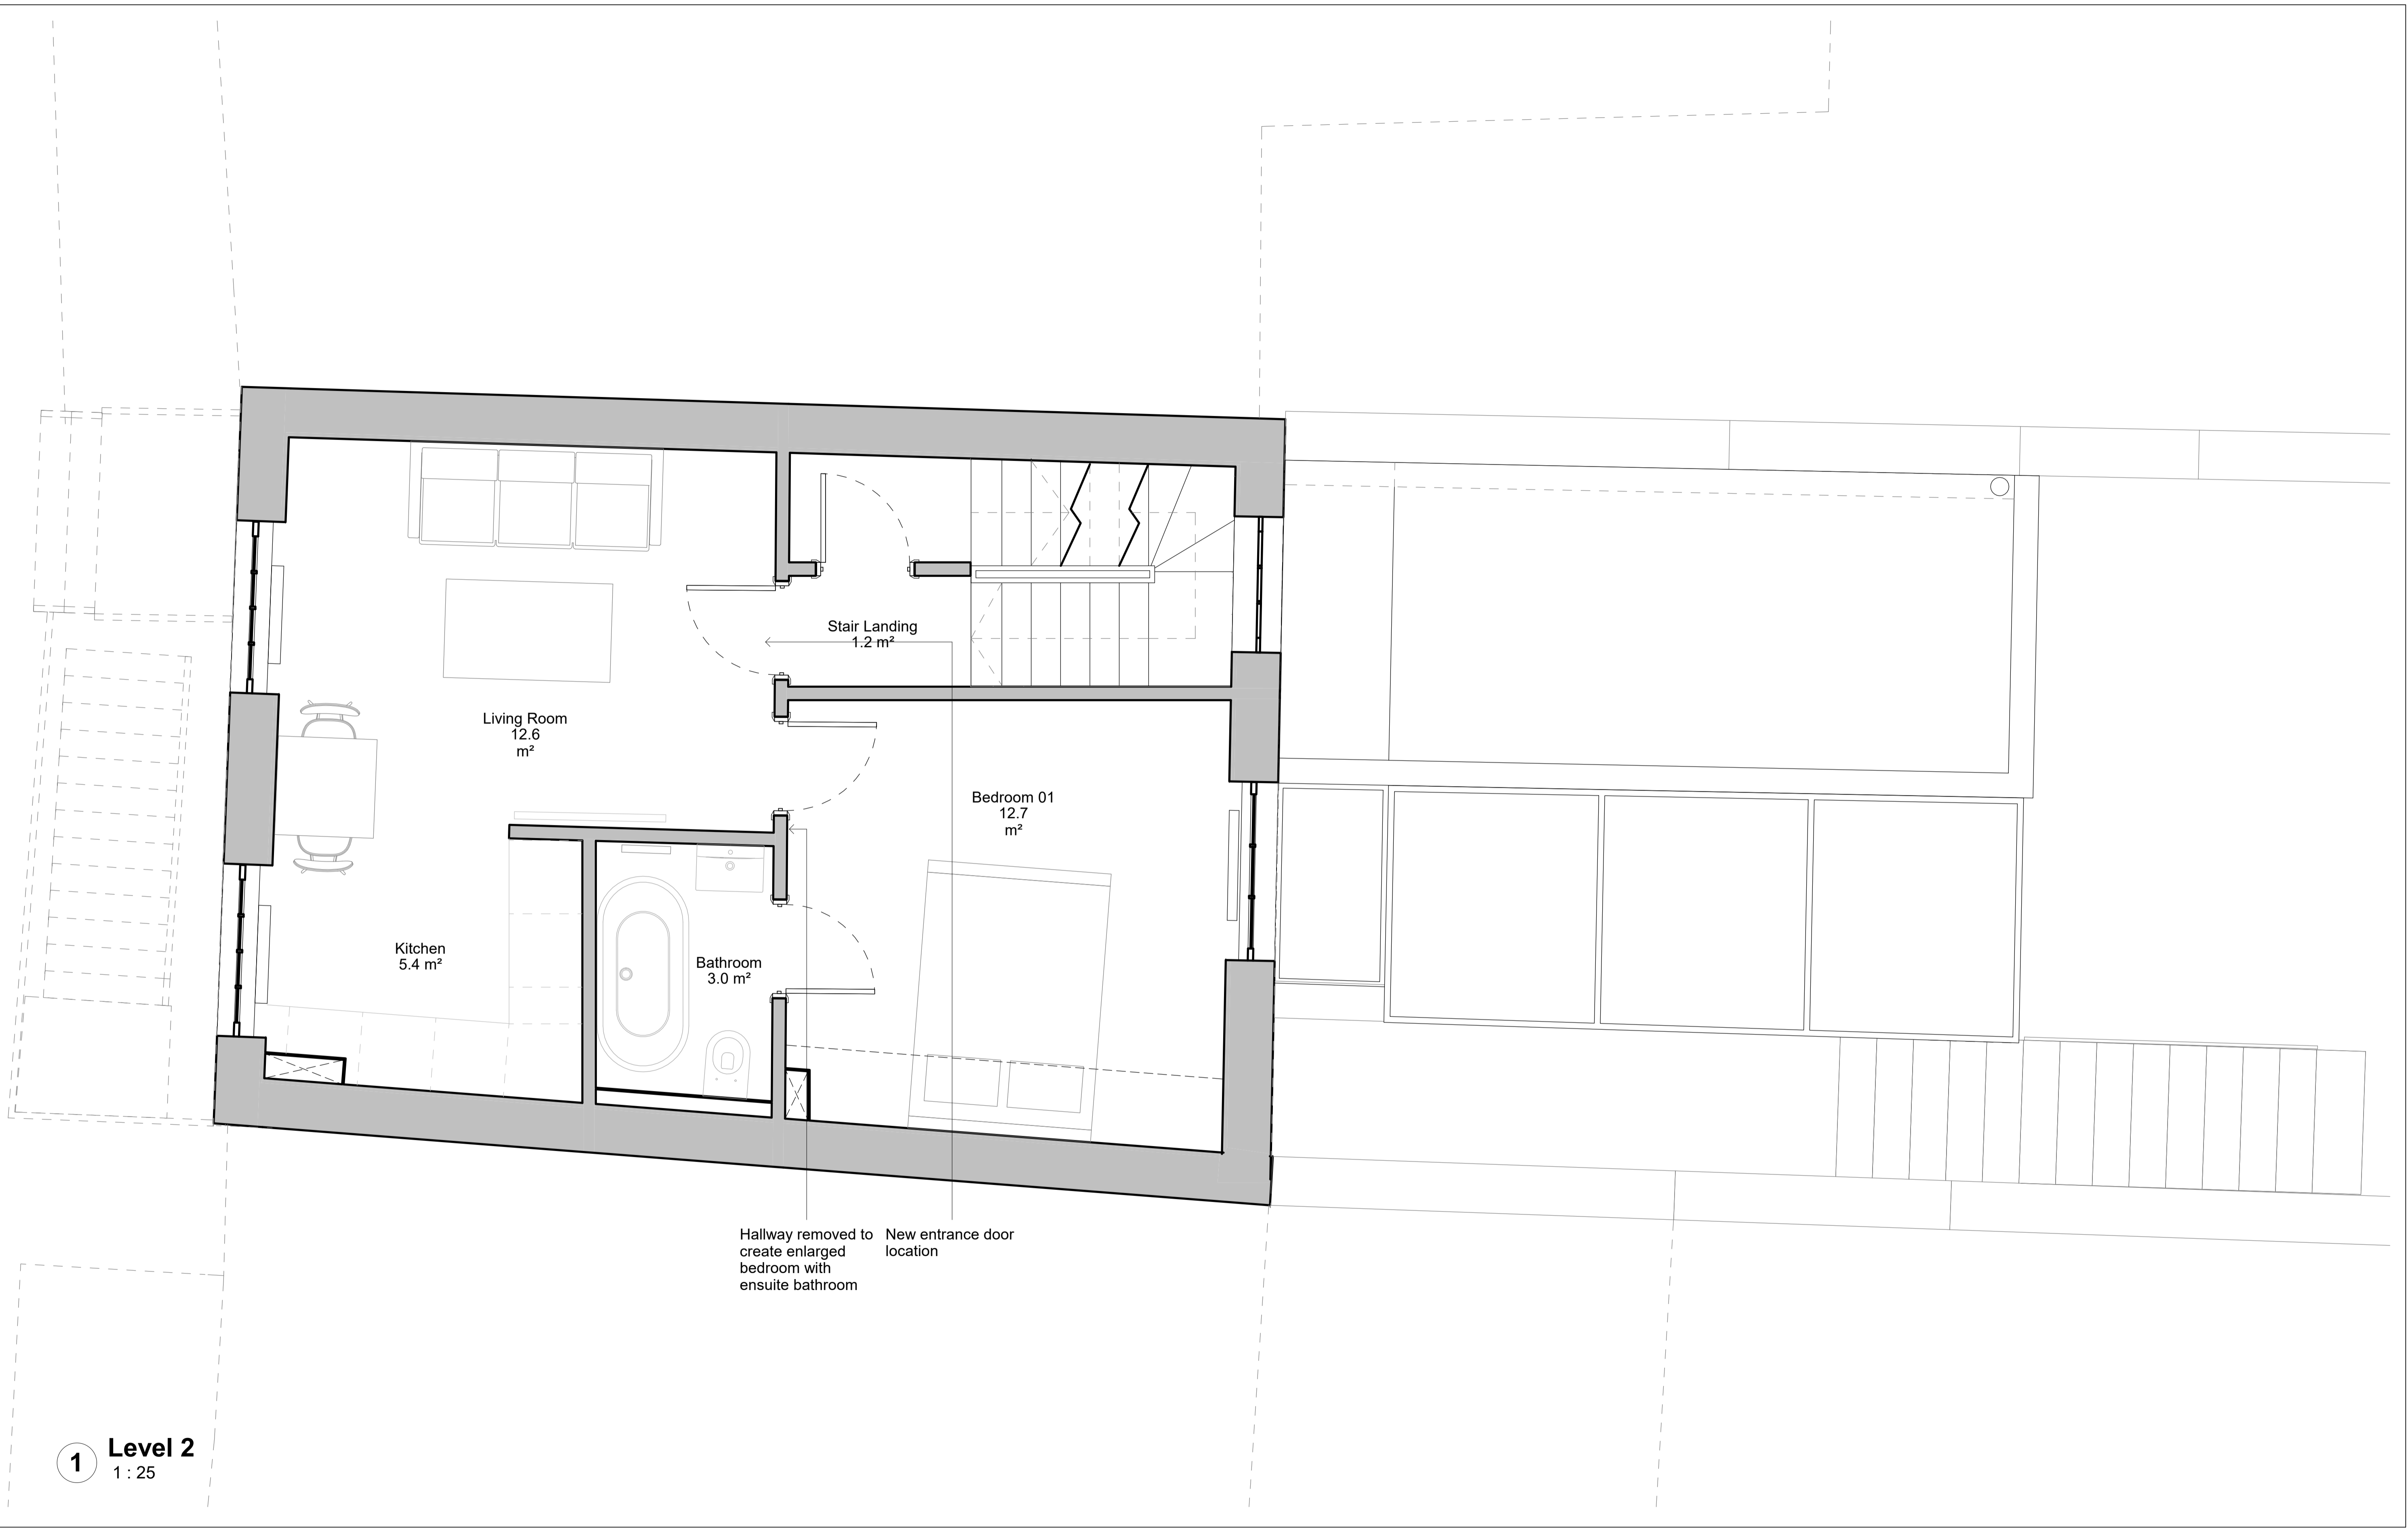 Stair Landing
1.2 m²
Living Room
12.6
m²
Bedroom 01
12.7
m²
Kitchen
5.4 m²
Bathroom
3.0 m²
Hallway removed to
create enlarged
bedroom with
ensuite bathroom
New entrance door
location
1
Level 2
1 : 25